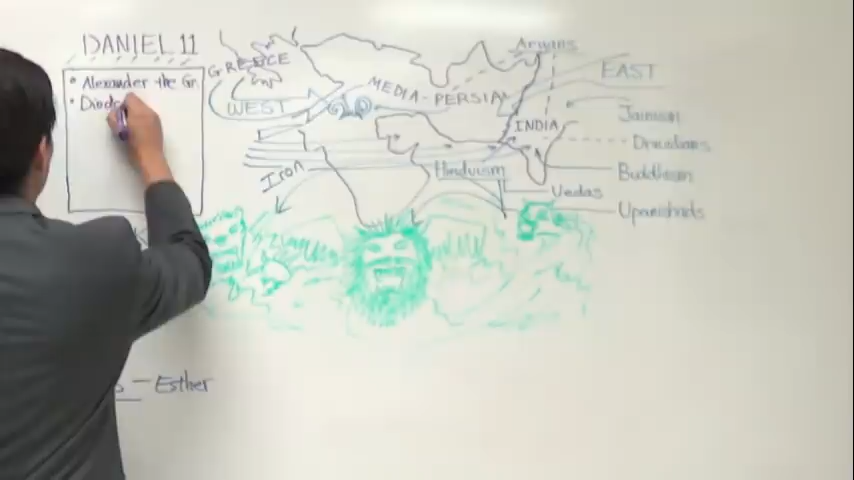 DANIEL 11
• Alexander the Gr
• Diodo
GREECE
WEST
MEDIA-PERSIA
Aryans
EAST
INDIA
Jainism
Dravidians
Buddhism
Iron
Hinduism
Vedas
Upanishads
— Esther